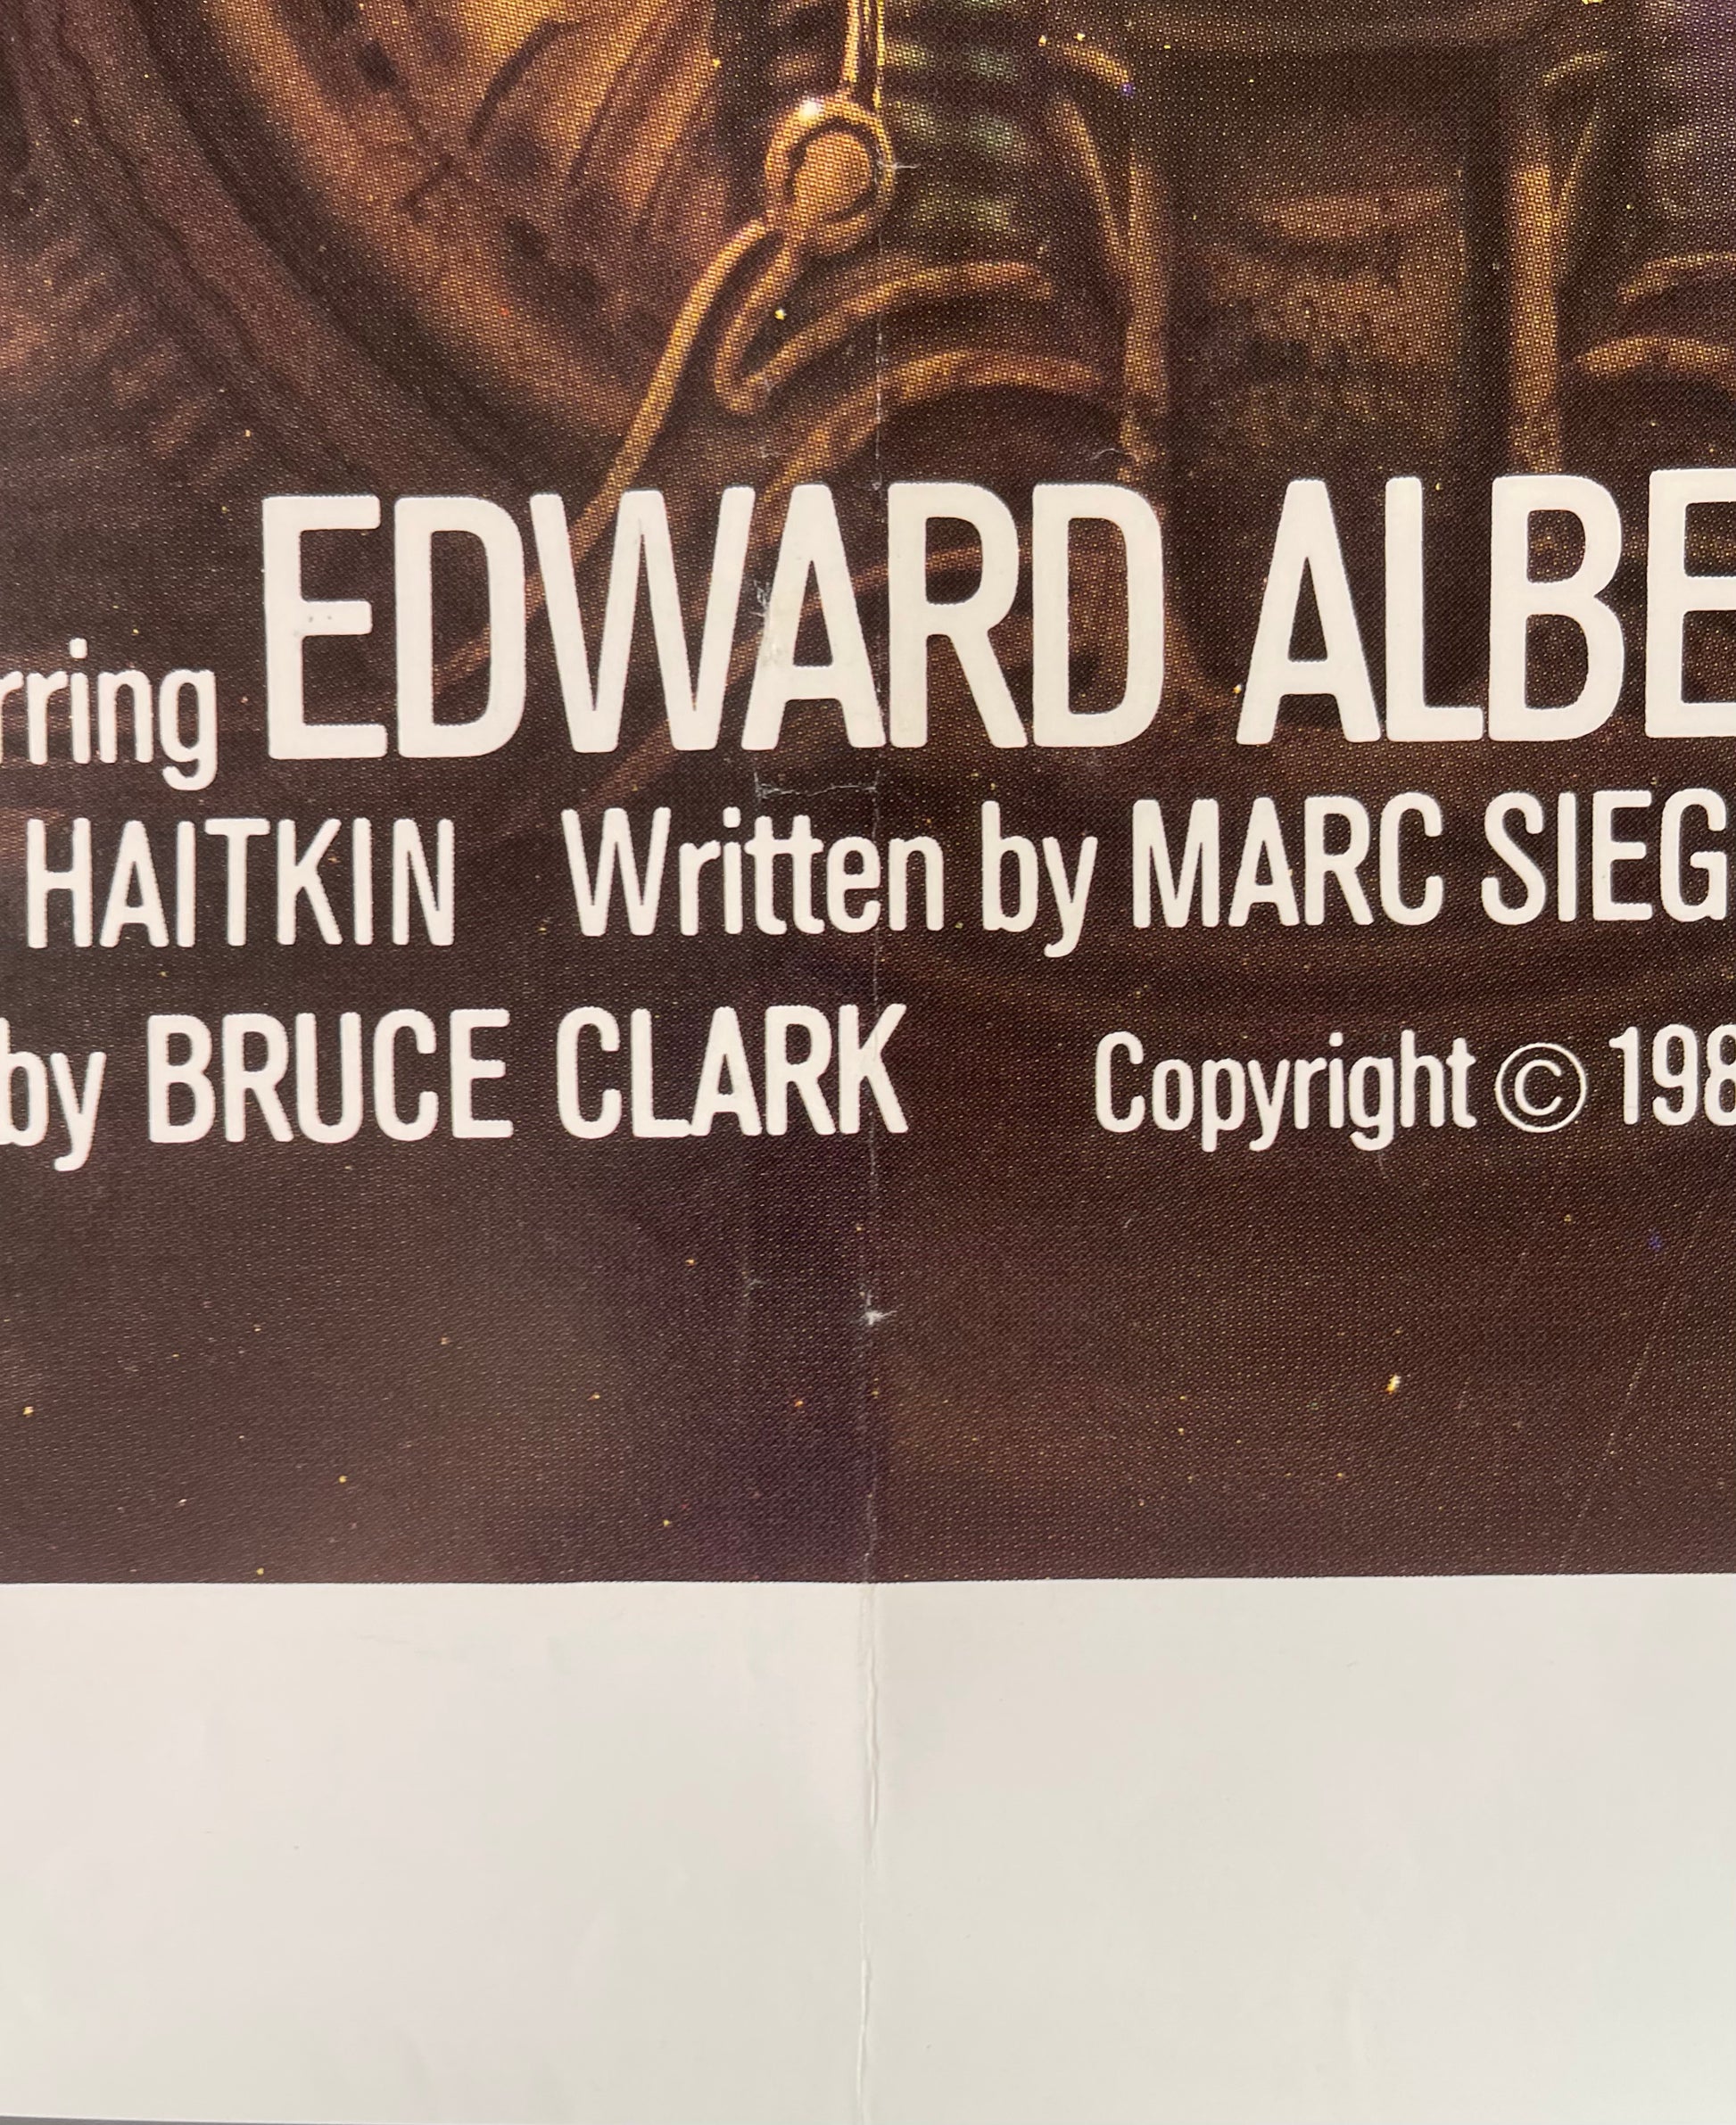 rring EDWARD ALBE
HAITKIN Written by MARC SIEG
by BRUCE CLARK Copyright © 198